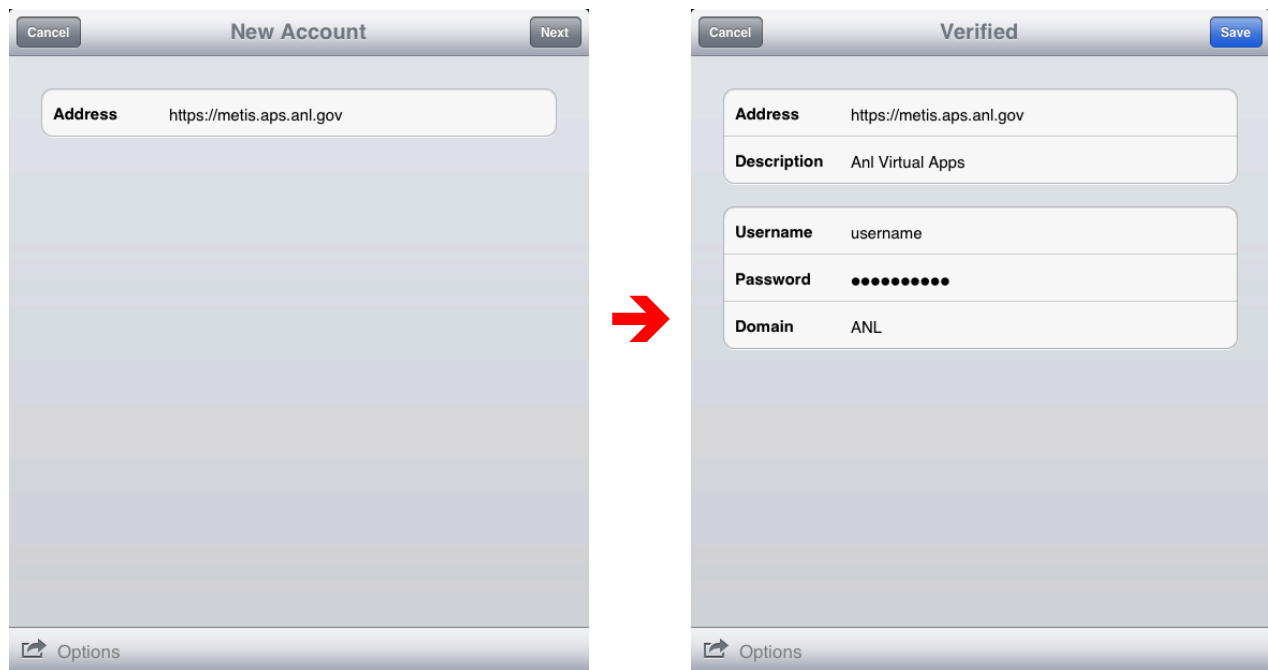 Cancel New Account Next
Address https://metis.aps.anl.gov
Options
Cancel Verified Save
Address https://metis.aps.anl.gov
Description Anl Virtual Apps
Username username
Password ●●●●●●●●●●
Domain ANL
Options